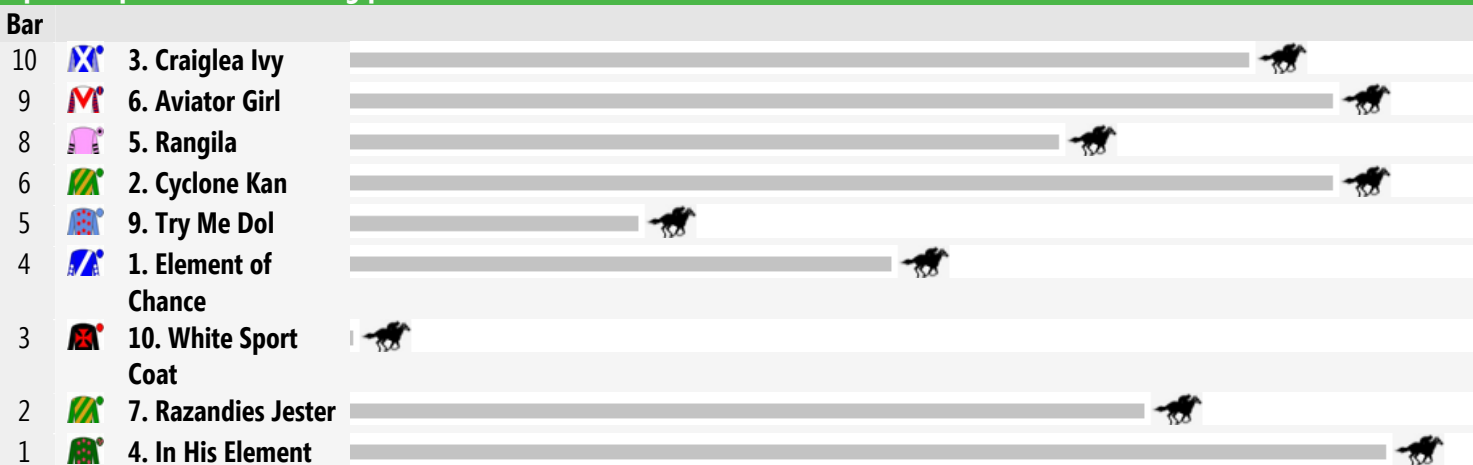 Bar
10 3. Craiglea Ivy
9 6. Aviator Girl
8 5. Rangila
6 2. Cyclone Kan
5 9. Try Me Dol
4 1. Element of
Chance
3 10. White Sport
Coat
2 7. Razandies Jester
1 4. In His Element